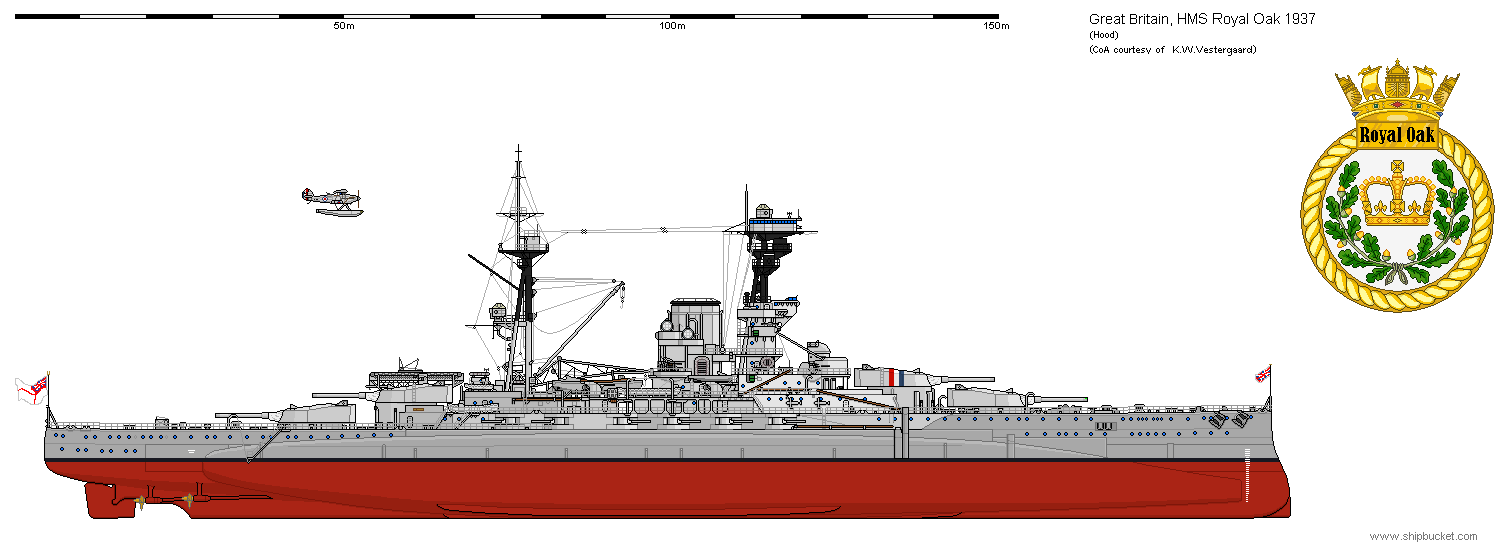 50m
100m
150m
Great Britain, HMS Royal Oak 1937
(Hood)
(CoA courtesy of K.W.Vestergaard)
Royal Oak
www.shipbucket.com